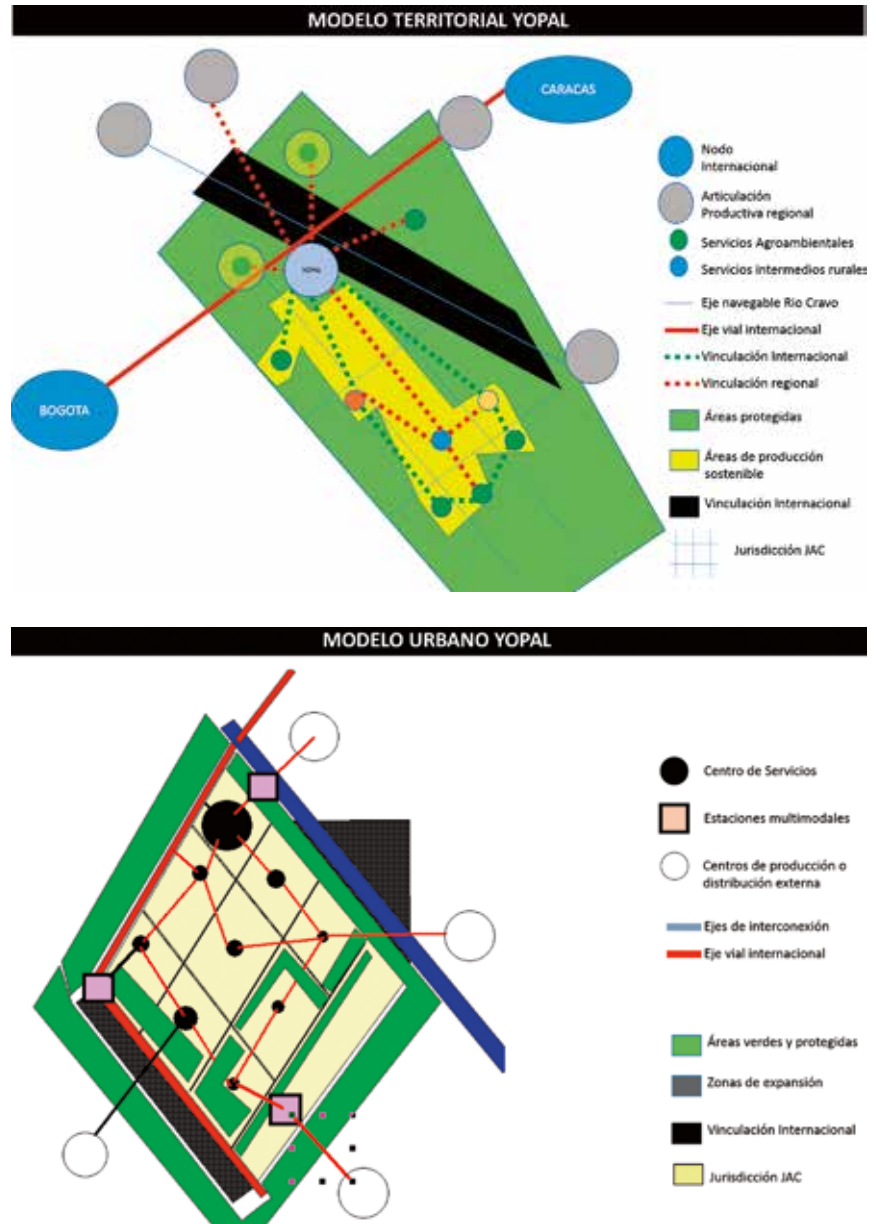 MODELO TERRITORIAL YOPAL
CARACAS
YOPAL
BOGOTA
Nodo
Internacional
Articulación
Productiva regional
Servicios Agroambientales
Servicios intermedios rurales
Eje navegable Rio Cravo
Eje vial internacional
Vinculación Internacional
Vinculación regional
Áreas protegidas
Áreas de producción
sostenible
Vinculación Internacional
Jurisdicción JAC
MODELO URBANO YOPAL
Centro de Servicios
Estaciones multimodales
Centros de producción o
distribución externa
Ejes de interconexión
Eje vial internacional
Áreas verdes y protegidas
Zonas de expansión
Vinculación Internacional
Jurisdicción JAC